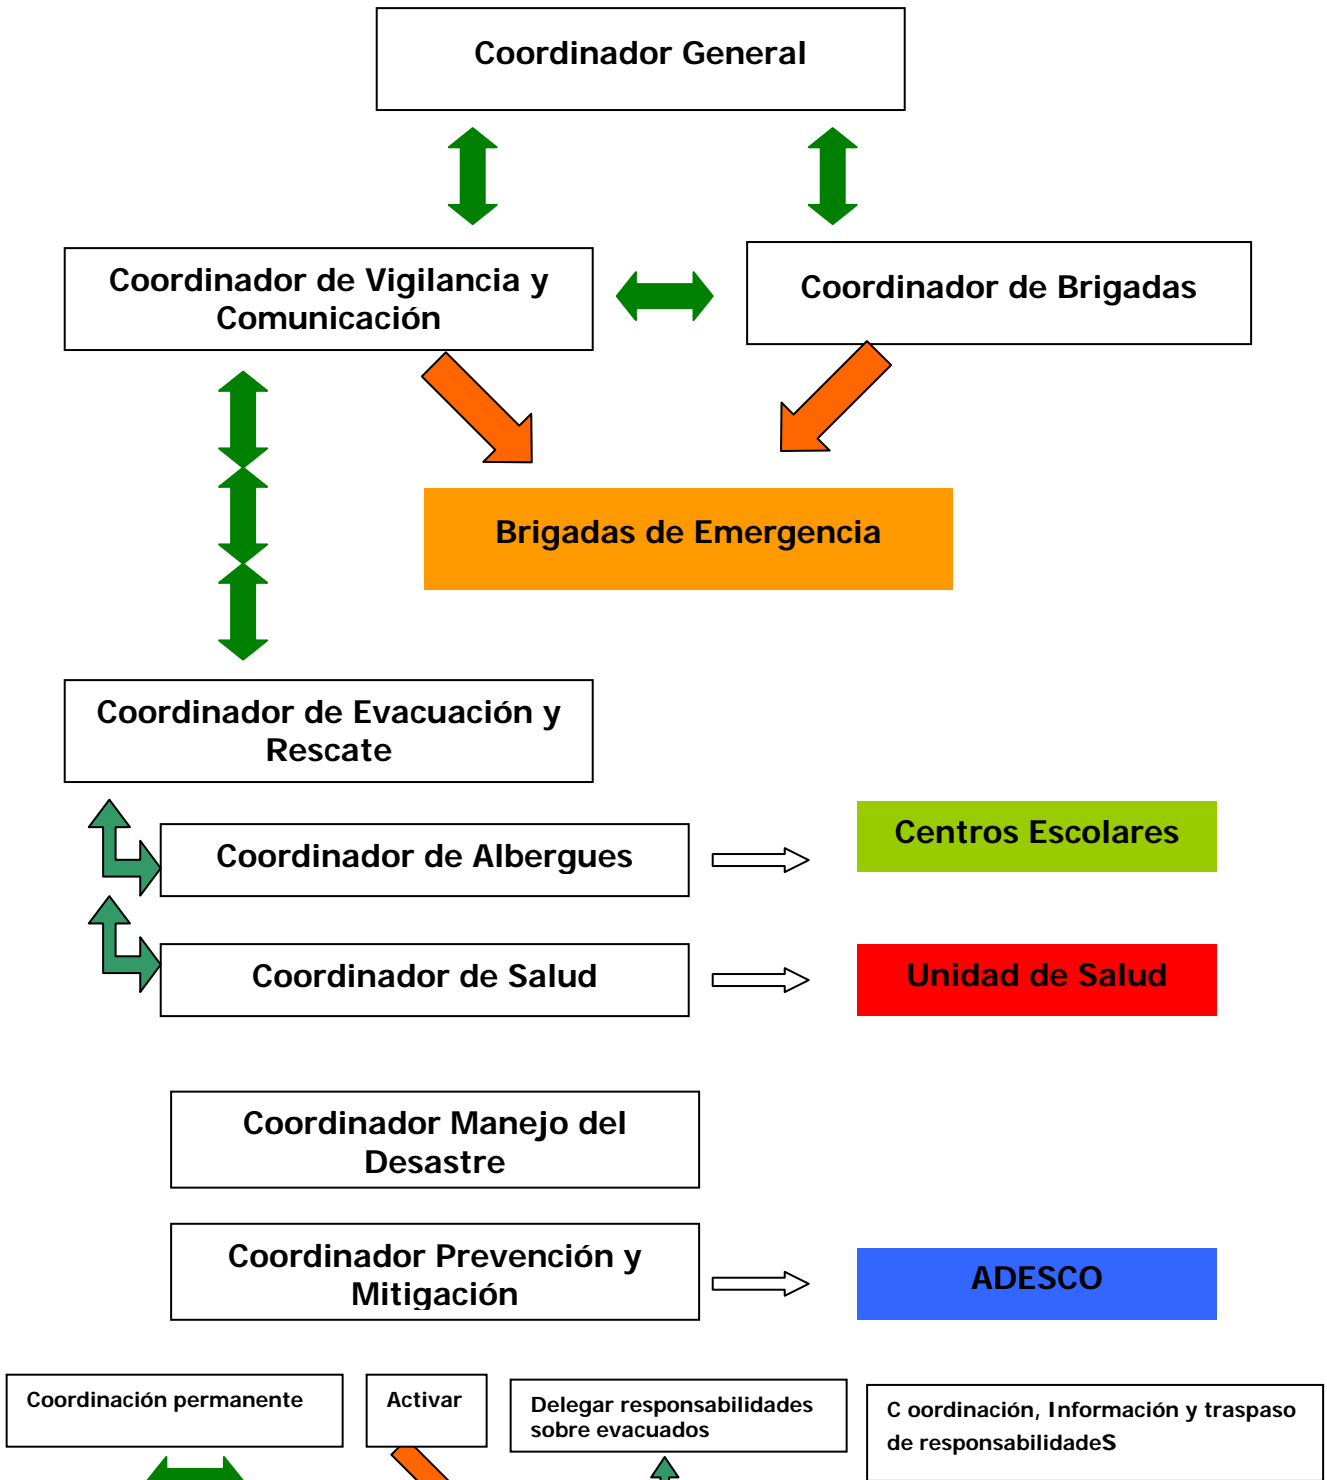 Coordinador General
Coordinador de Vigilancia y
Comunicación
Coordinador de Brigadas
Brigadas de Emergencia
Coordinador de Evacuación y
Rescate
Coordinador de Albergues
Centros Escolares
Coordinador de Salud
Unidad de Salud
Coordinador Manejo del
Desastre
Coordinador Prevención y
Mitigación
ADESCO
Coordinación permanente
Activar
Delegar responsabilidades
sobre evacuados
C oordinación, Información y traspaso
de responsabilidadeS